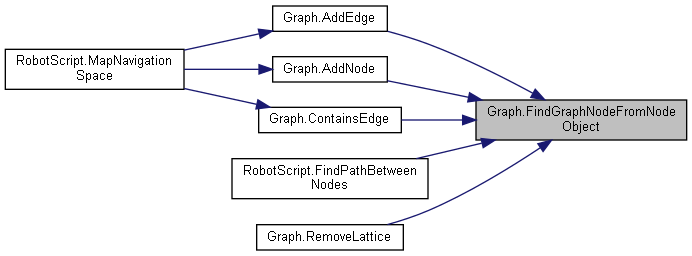 Graph.AddEdge
RobotScript.MapNavigation
Space
Graph.AddNode
Graph.ContainsEdge
Graph.FindGraphNodeFromNode
Object
RobotScript.FindPathBetween
Nodes
Graph.RemoveLattice